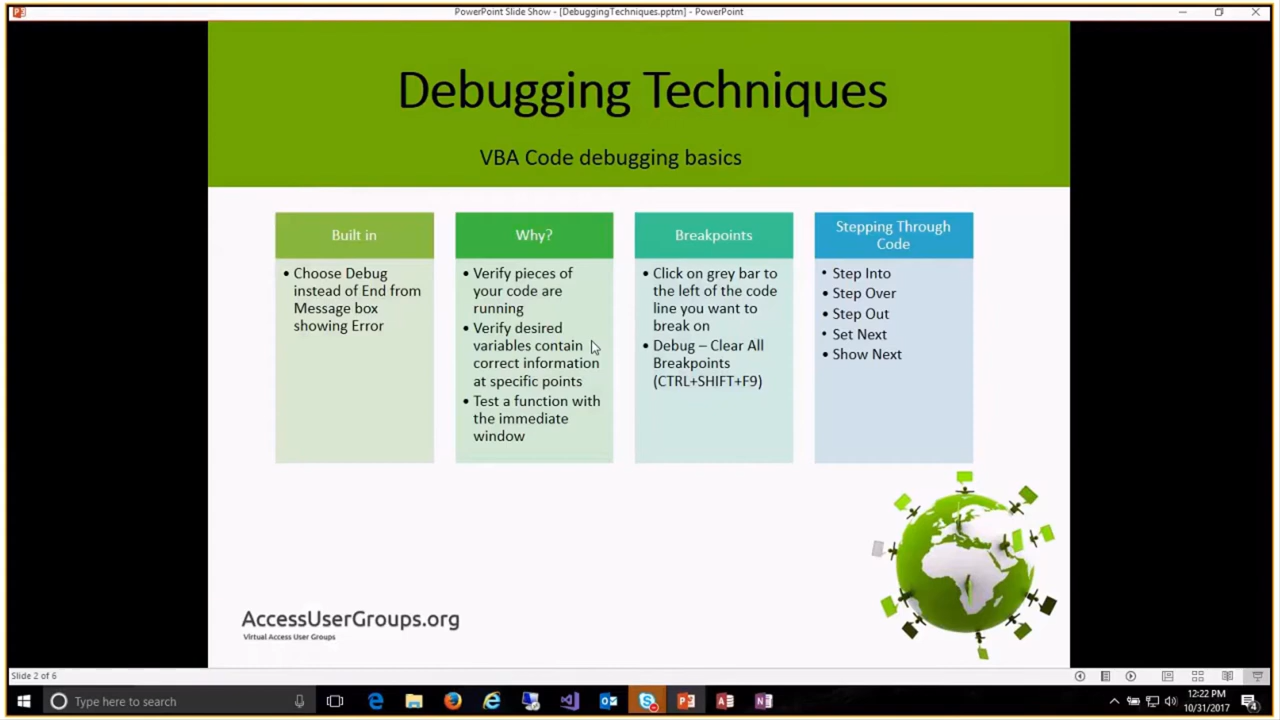 PowerPoint Slide Show - [DebuggingTechniques.pptm] - PowerPoint
Debugging Techniques
VBA Code debugging basics
Built in
• Choose Debug
instead of End from
Message box
showing Error
Why?
• Verify pieces of
your code are
running
• Verify desired
variables contain
correct information
at specific points
• Test a function with
the immediate
window
Breakpoints
• Click on grey bar to
the left of the code
line you want to
break on
• Debug – Clear All
Breakpoints
(CTRL+SHIFT+F9)
Stepping Through
Code
• Step Into
• Step Over
• Step Out
• Set Next
• Show Next
AccessUserGroups.org
Virtual Access User Groups
Slide 2 of 6
Type here to search
12:22 PM
10/31/2017
4